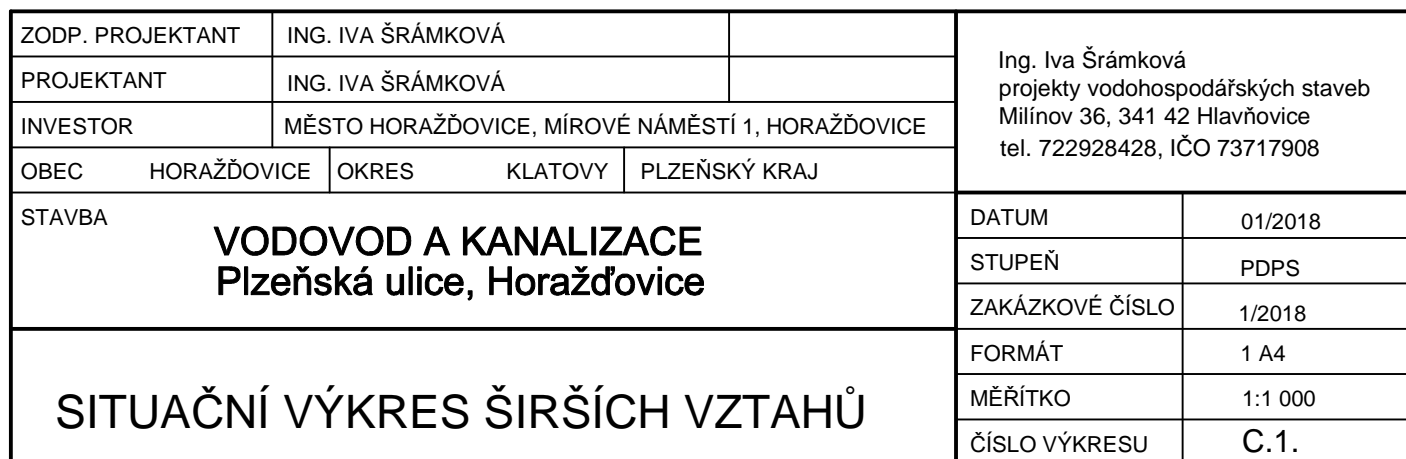 ZODP. PROJEKTANT ING. IVA ŠRÁMKOVÁ
PROJEKTANT ING. IVA ŠRÁMKOVÁ
INVESTOR MĚSTO HORAŽĎOVICE, MÍROVÉ NÁMĚSTÍ 1, HORAŽĎOVICE
OBEC HORAŽĎOVICE OKRES KLATOVY PLZEŇSKÝ KRAJ
Ing. Iva Šrámková
projekty vodohospodářských staveb
Milínov 36, 341 42 Hlavňovice
tel. 722928428, IČO 73717908
STAVBA
VODOVOD A KANALIZACE
Plzeňská ulice, Horažďovice
SITUAČNÍ VÝKRES ŠIRŠÍCH VZTAHŮ
DATUM 01/2018
STUPEŇ PDPS
ZAKÁZKOVÉ ČÍSLO 1/2018
FORMÁT 1 A4
MĚŘÍTKO 1:1 000
ČÍSLO VÝKRESU C.1.